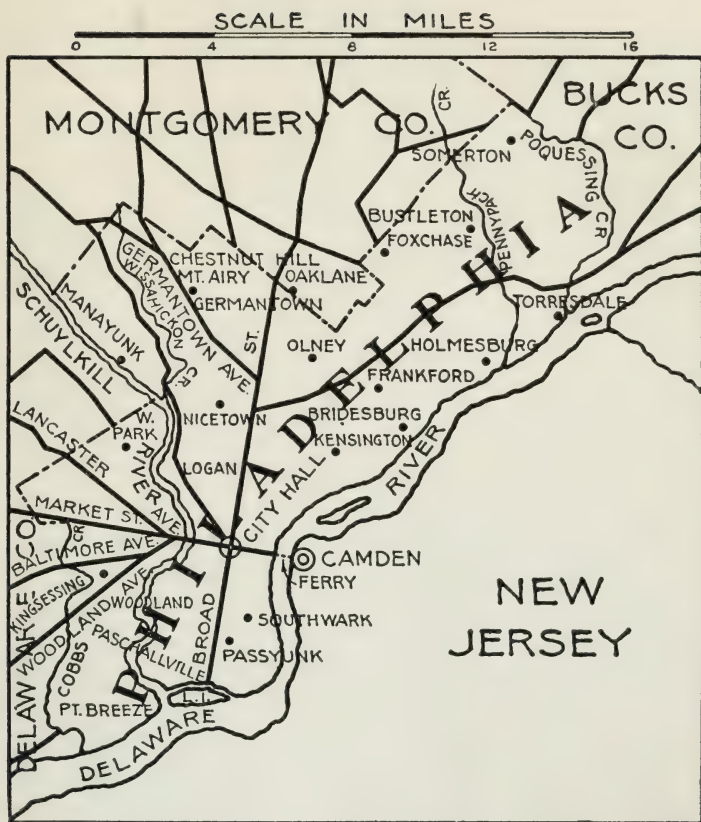 SCALE IN MILES
0 4 8 12 16
MONTGOMERY CO.
BUCKS
CO.
CR.
SOMERTON
POQUESSING CR
PENNYPACH
BUSTLETON
FOXCHASE
CHESTNUT HILL
MT. AIRY
OAKLANE
GERMANTOWN
GERMANTOWN AVE.
WISSAHICKON
CR.
TORRESDALE
SCHUYLKILL
RIVER
MANAYUNK
ST.
OLNEY
HOLMESBURG
FRANKFORD
NICETOWN
BRIDESBURG
KENSINGTON
LANCASTER
AVE.
W.
PARK
LOGAN
CITY HALL
RIVER
MARKET ST.
CAMDEN
FERRY
BALTIMORE AVE.
CR.
KINGSESSING
WOODLAND AVE.
WOODLAND
PASCHALLVILLE
BROAD
SOUTHWARK
PASSYUNK
NEW
JERSEY
COBBS
PT. BREEZE
L.I.
DELAWARE
DELAWARE CO.
PHILADELPHIA